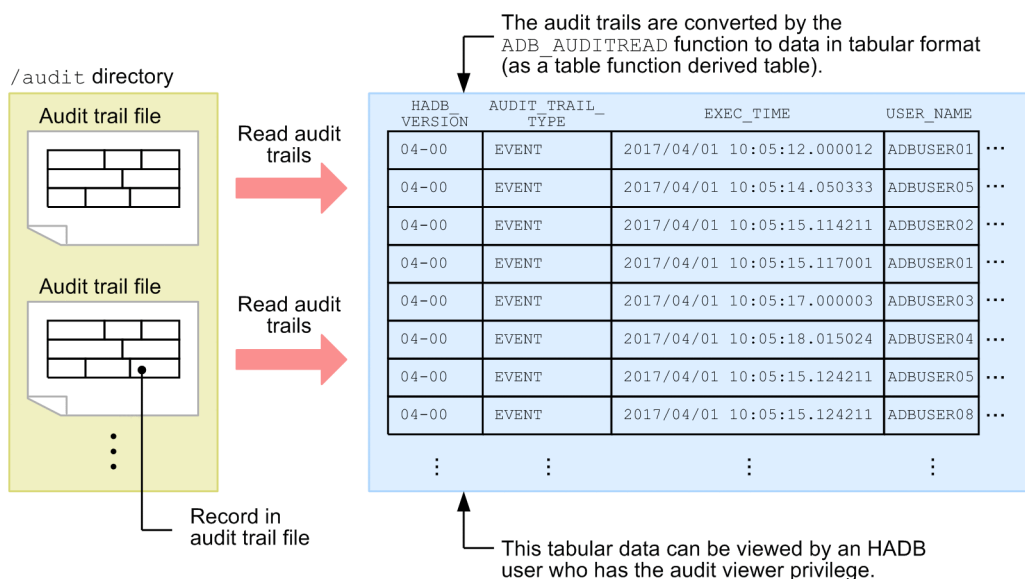 The audit trails are converted by the
ADB_AUDITREAD function to data in tabular format
(as a table function derived table).
/audit directory
Audit trail file
Read audit
trails
Audit trail file
Read audit
trails
Record in
audit trail file
HADB_ AUDIT_TRAIL_ EXEC_TIME USER_NAME
VERSION TYPE
04-00 EVENT 2017/04/01 10:05:12.000012 ADBUSER01 ···
04-00 EVENT 2017/04/01 10:05:14.050333 ADBUSER05 ···
04-00 EVENT 2017/04/01 10:05:15.114211 ADBUSER02 ···
04-00 EVENT 2017/04/01 10:05:15.117001 ADBUSER01 ···
04-00 EVENT 2017/04/01 10:05:17.000003 ADBUSER03 ···
04-00 EVENT 2017/04/01 10:05:18.015024 ADBUSER04 ···
04-00 EVENT 2017/04/01 10:05:15.124211 ADBUSER05 ···
04-00 EVENT 2017/04/01 10:05:15.124211 ADBUSER08 ···
This tabular data can be viewed by an HADB
user who has the audit viewer privilege.